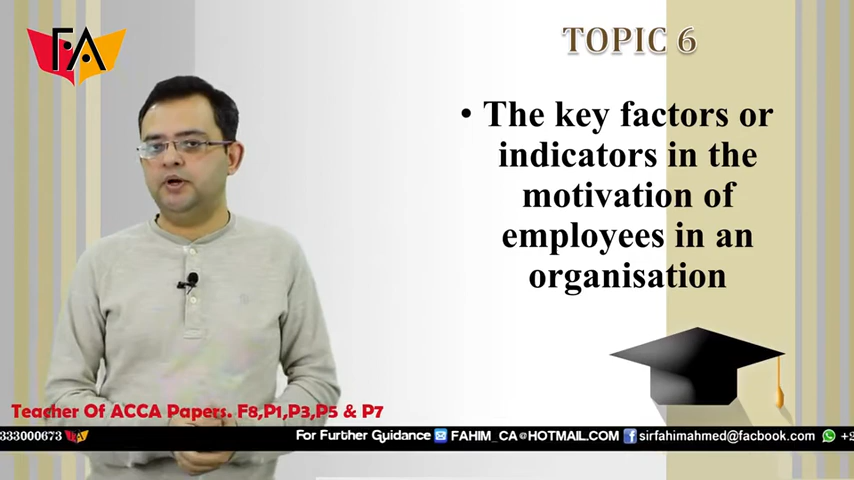 FA
TOPIC 6
• The key factors or
indicators in the
motivation of
employees in an
organisation
Teacher Of ACCA Papers. F8,P1,P3,P5 & P7
333000673 For Further Guidance FAHIM_CA@HOTMAIL.COM sirfahimahmed@facbook.com